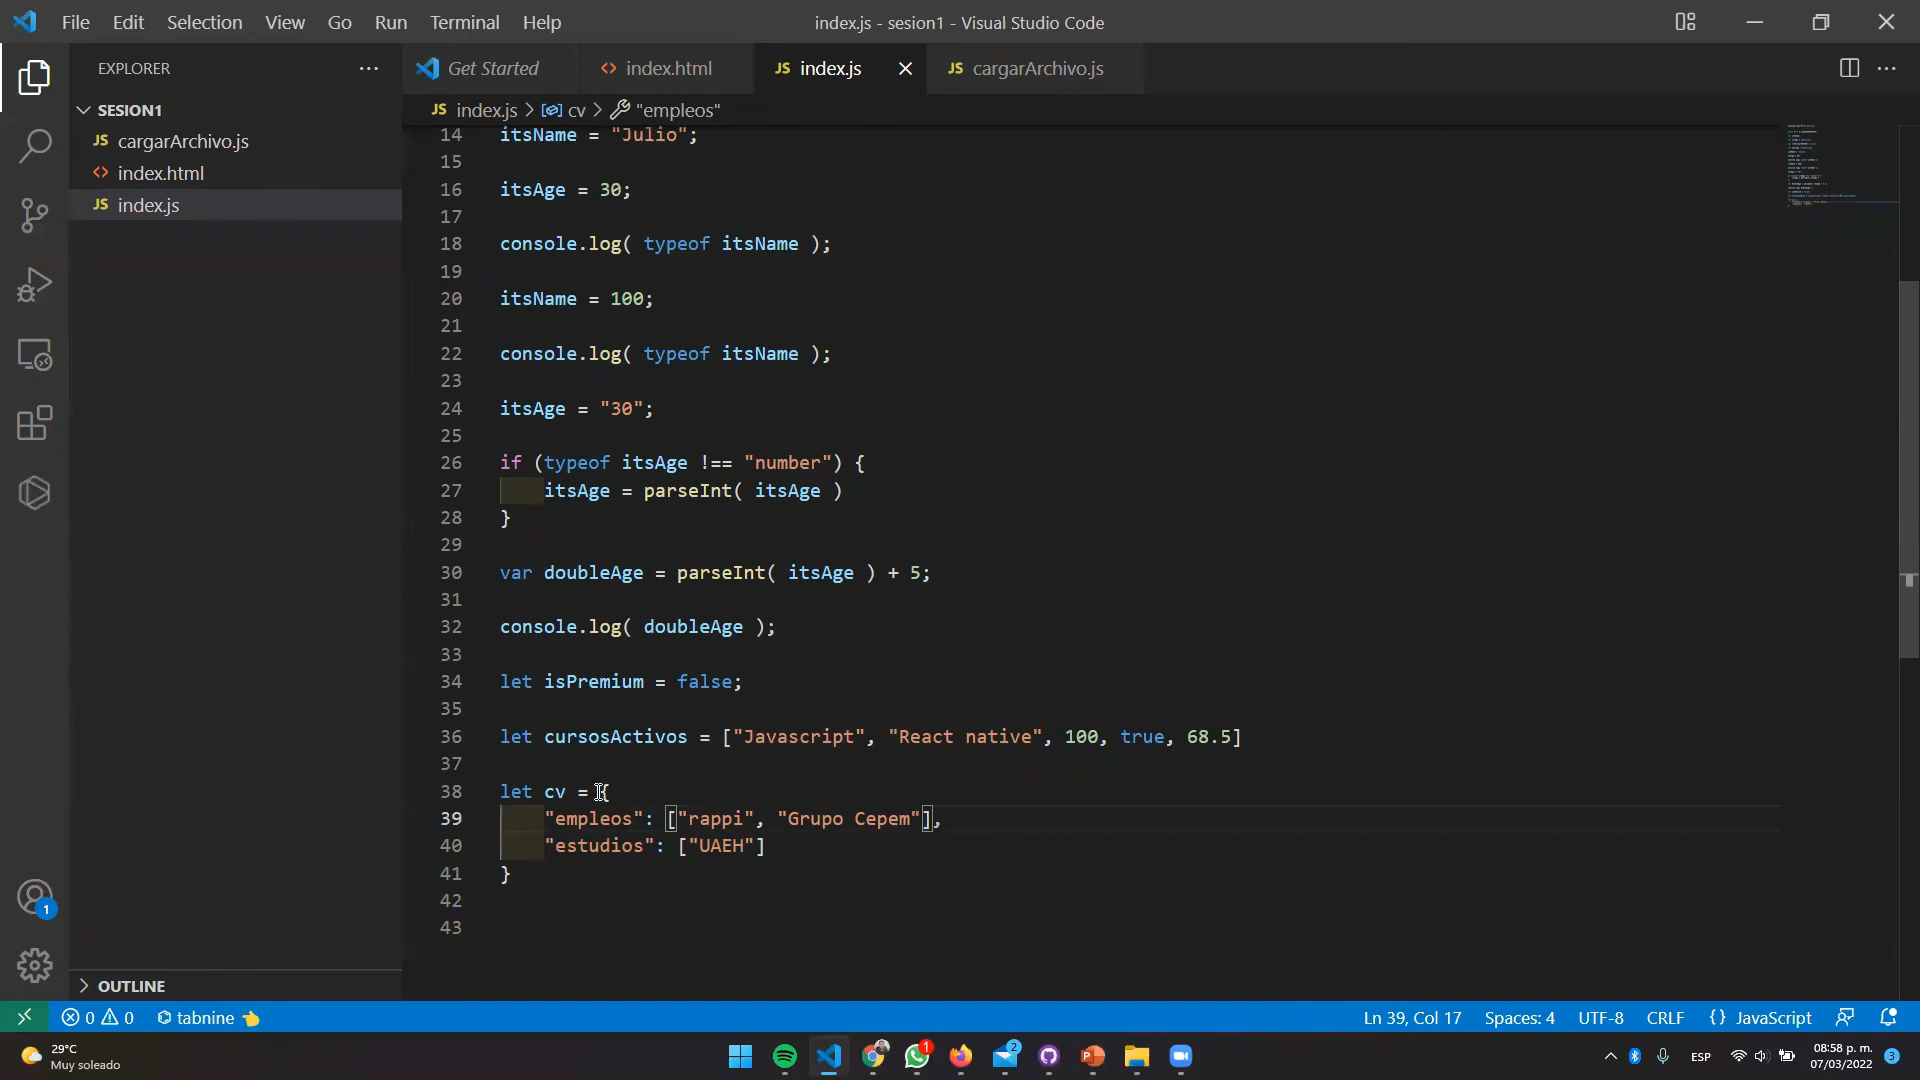 File Edit Selection View Go Run Terminal Help
index.js - sesion1 - Visual Studio Code
EXPLORER
SESION1
JS cargarArchivo.js
<> index.html
JS index.js
OUTLINE
Get Started
<> index.html
JS index.js
JS cargarArchivo.js
JS index.js > cv > "empleos"
14 itsName = "Julio";
15
16 itsAge = 30;
17
18 console.log( typeof itsName );
19
20 itsName = 100;
21
22 console.log( typeof itsName );
23
24 itsAge = "30";
25
26 if (typeof itsAge !== "number") {
27 itsAge = parseInt( itsAge )
28 }
29
30 var doubleAge = parseInt( itsAge ) + 5;
31
32 console.log( doubleAge );
33
34 let isPremium = false;
35
36 let cursosActivos = ["Javascript", "React native", 100, true, 68.5]
37
38 let cv = {
39 "empleos": ["rappi", "Grupo Cepem"],
40 "estudios": ["UAEH"]
41 }
42
43
1
0 0 tabnine
Ln 39, Col 17 Spaces: 4 UTF-8 CRLF {} JavaScript
29°C
Muy soleado
1
2
ESP
08:58 p. m.
07/03/2022
3